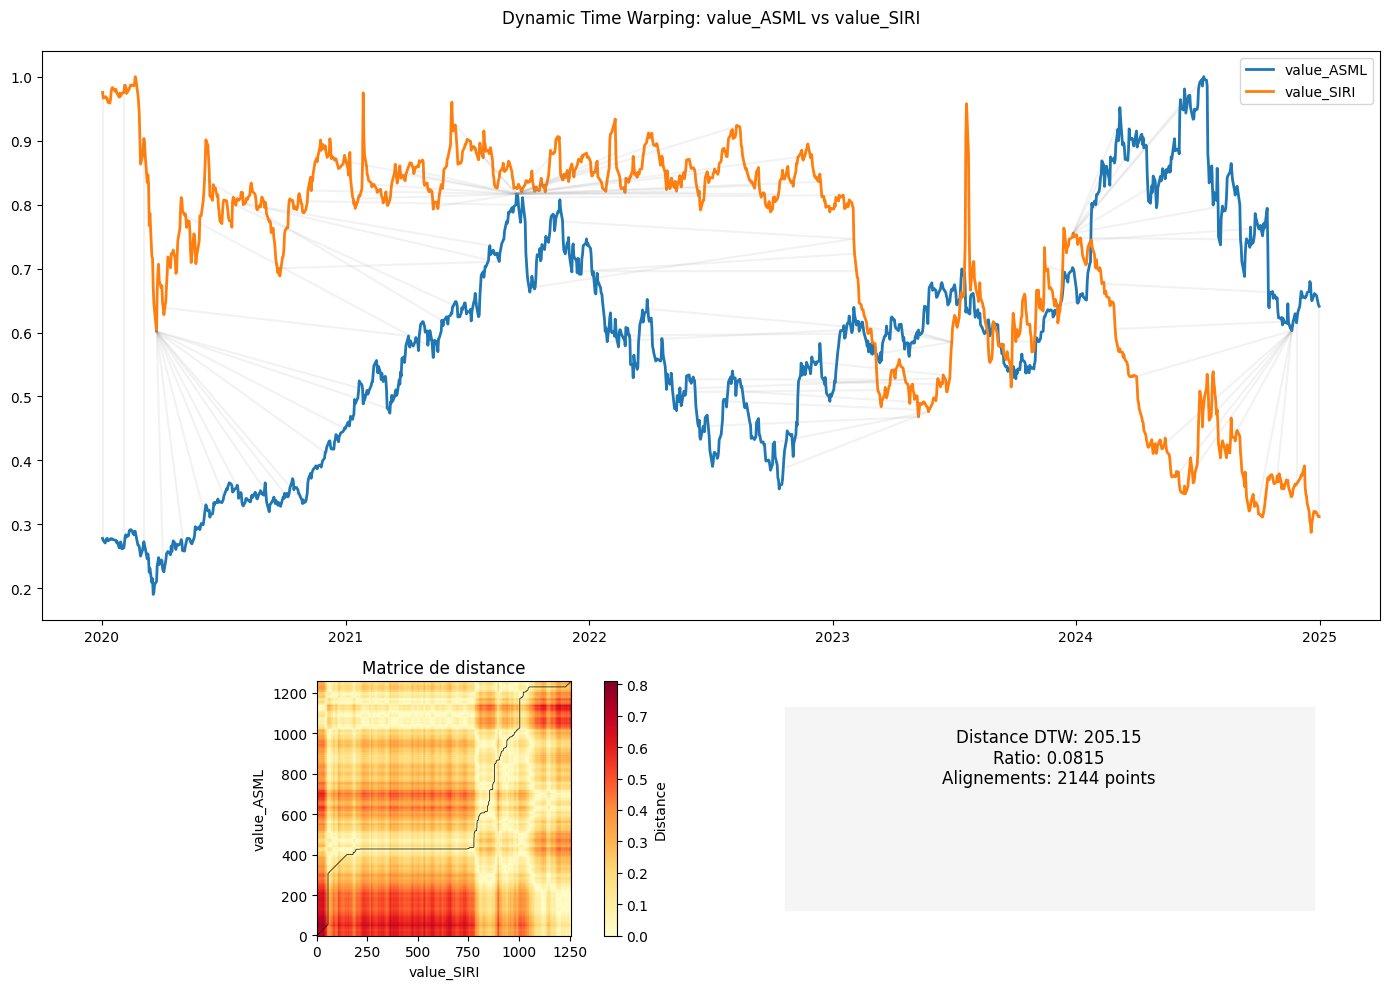 Dynamic Time Warping: value_ASML vs value_SIRI
value_ASML
value_SIRI
1.0
0.9
0.8
0.7
0.6
0.5
0.4
0.3
0.2
2020 2021 2022 2023 2024 2025
Matrice de distance
value_ASML
1200
1000
800
600
400
200
0
0 250 500 750 1000 1250
value_SIRI
0.8
0.7
0.6
0.5
0.4
0.3
0.2
0.1
0.0
Distance
Distance DTW: 205.15
Ratio: 0.0815
Alignements: 2144 points